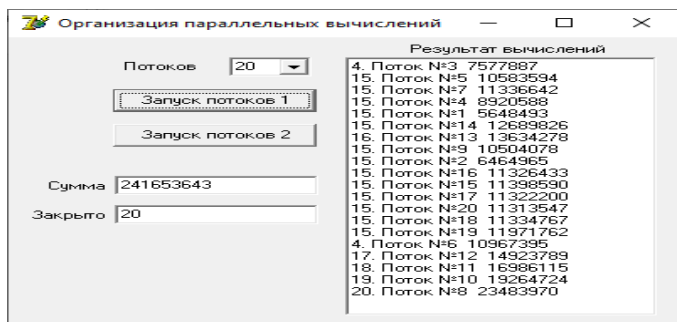 Организация параллельных вычислений
Потоков 20
Запуск потоков 1
Запуск потоков 2
Сумма 241653643
Закрыто 20
Результат вычислений
4. Поток №3 7577887
15. Поток №5 10583594
15. Поток №7 11336642
15. Поток №4 8920588
15. Поток №1 5648493
15. Поток №14 12689826
16. Поток №13 13634278
15. Поток №9 10504078
15. Поток №2 6464965
15. Поток №16 11326433
15. Поток №15 11398590
15. Поток №17 11322200
15. Поток №20 11313547
15. Поток №18 11334767
15. Поток №19 11971762
4. Поток №6 10967395
17. Поток №12 14923789
18. Поток №11 16986115
19. Поток №10 19264724
20. Поток №8 23483970